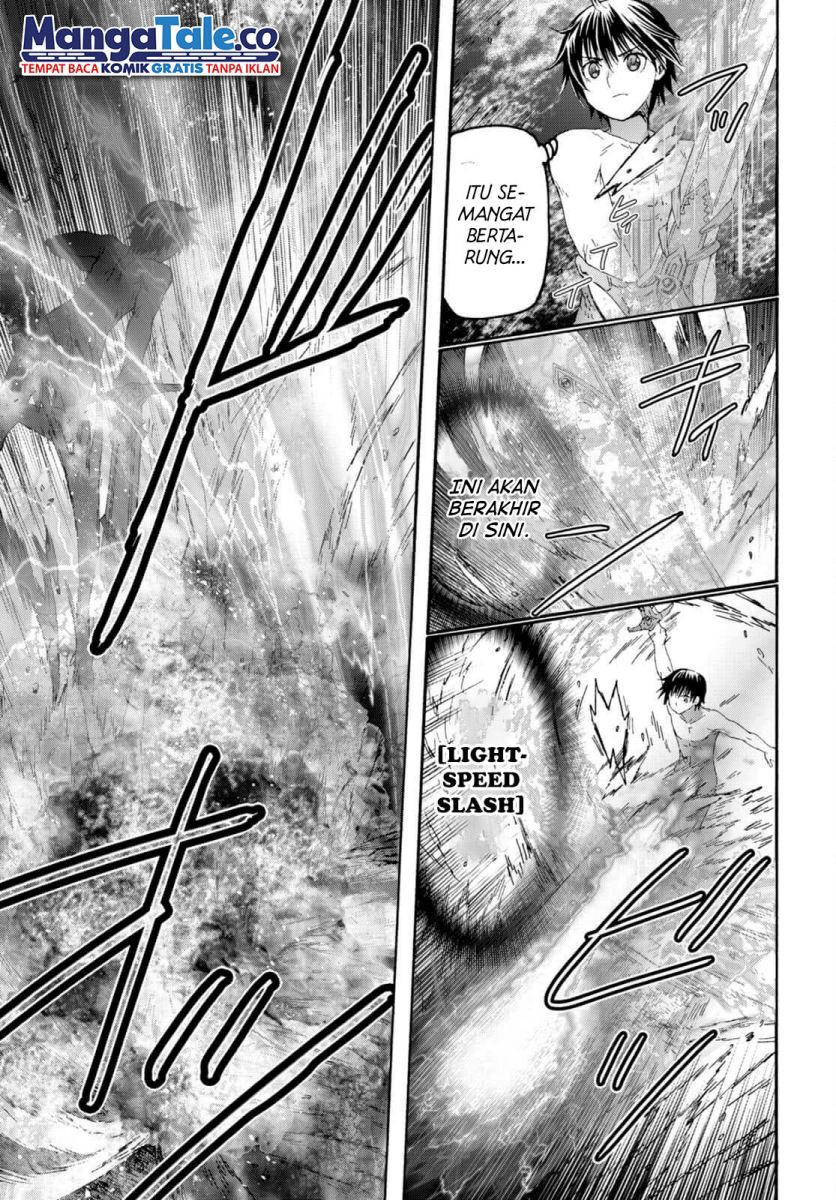 MangaTale.co
TEMPAT BACA KOMIK GRATIS TANPA IKLAN
ITU SE-
MANGAT
BERTA-
RUNG...
INI AKAN
BERAKHIR
DI SINI.
[LIGHT-
SPEED
SLASH]